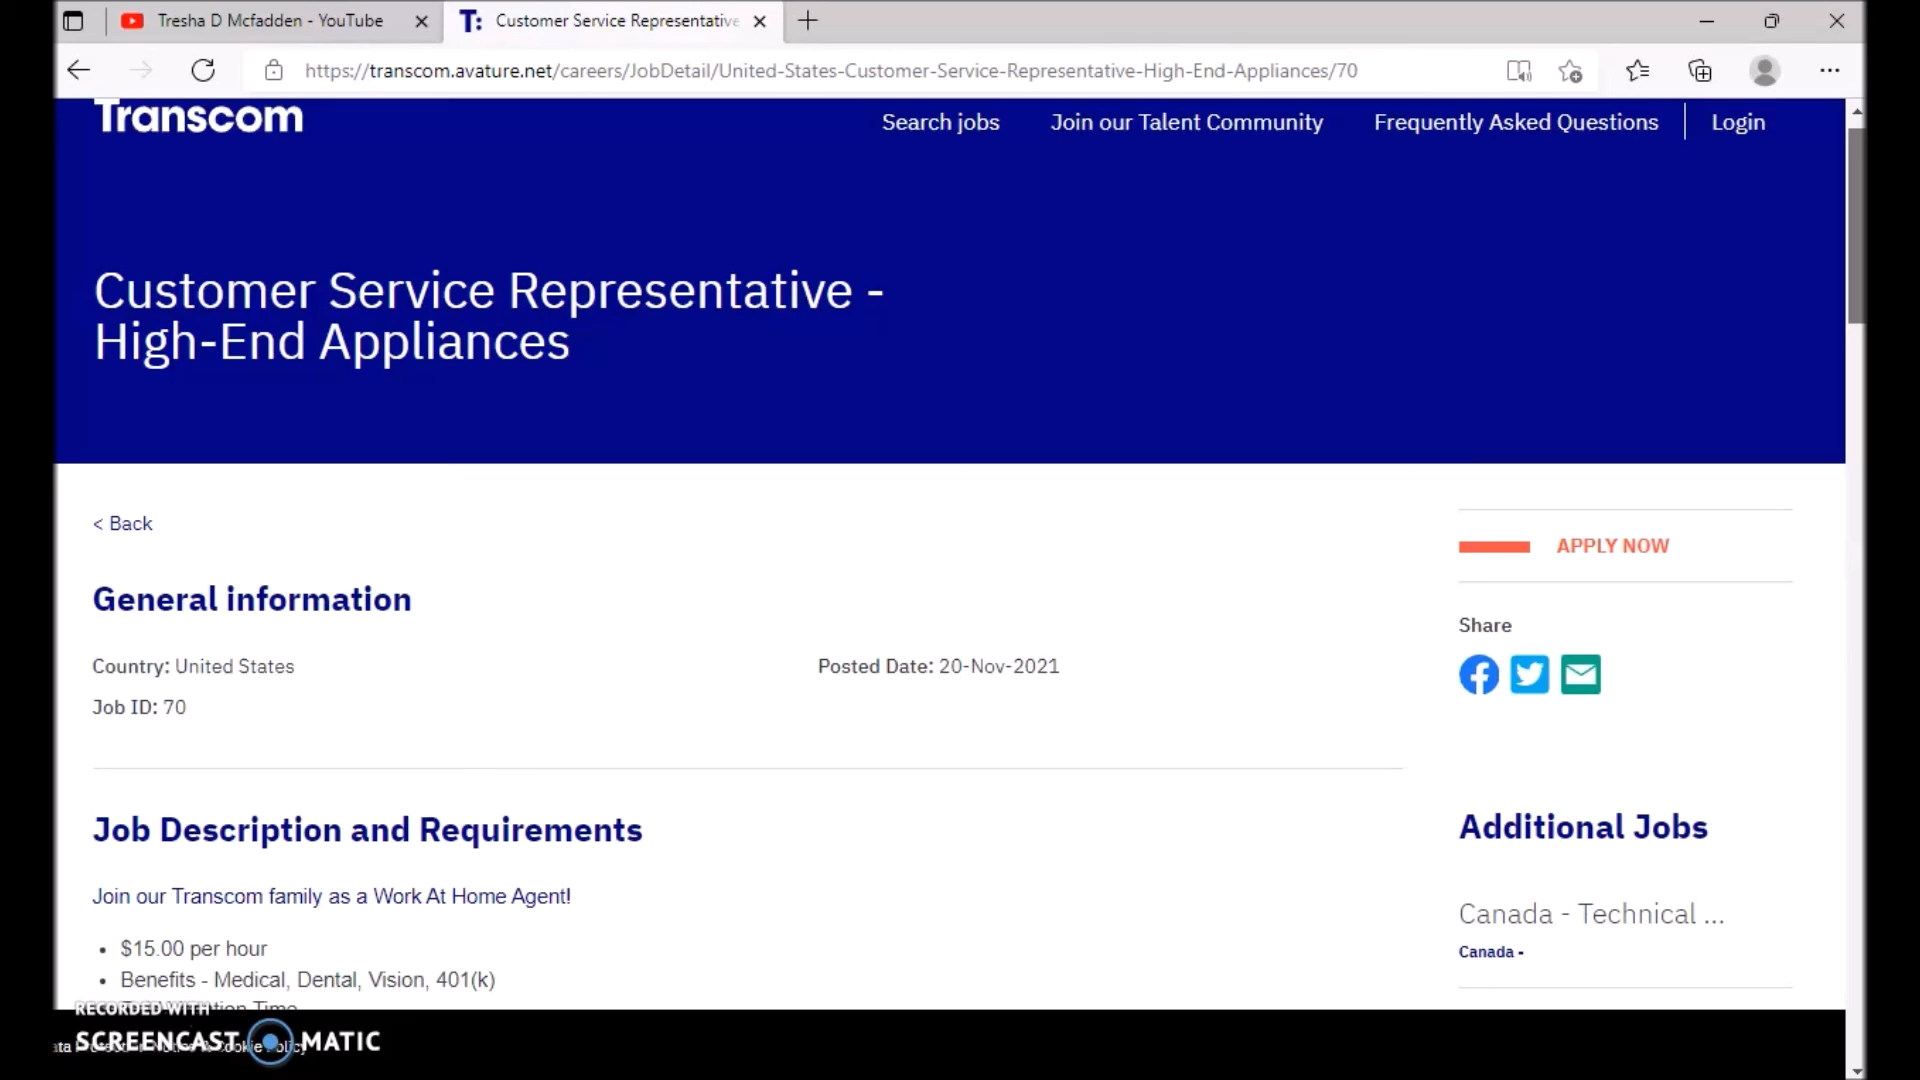 Tresha D Mcfadden - YouTube
T: Customer Service Representative
https://transcom.avature.net/careers/JobDetail/United-States-Customer-Service-Representative-High-End-Appliances/70
Transcom
Search jobs
Join our Talent Community
Frequently Asked Questions
Login
Customer Service Representative -
High-End Appliances
< Back
General information
Country: United States
Posted Date: 20-Nov-2021
Job ID: 70
APPLY NOW
Share
Job Description and Requirements
Join our Transcom family as a Work At Home Agent!
• $15.00 per hour
• Benefits - Medical, Dental, Vision, 401(k)
Additional Jobs
Canada - Technical ...
Canada -
RECORDED WITH
SCREENCAST MATIC